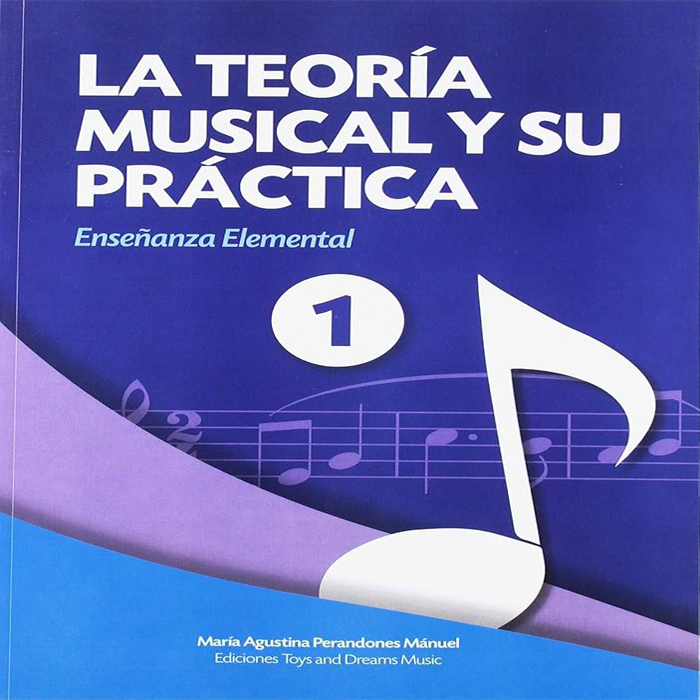 LA TEORÍA
MUSICAL Y SU
PRÁCTICA
Enseñanza Elemental
1
María Agustina Perandones Mánuel
Ediciones Toys and Dreams Music